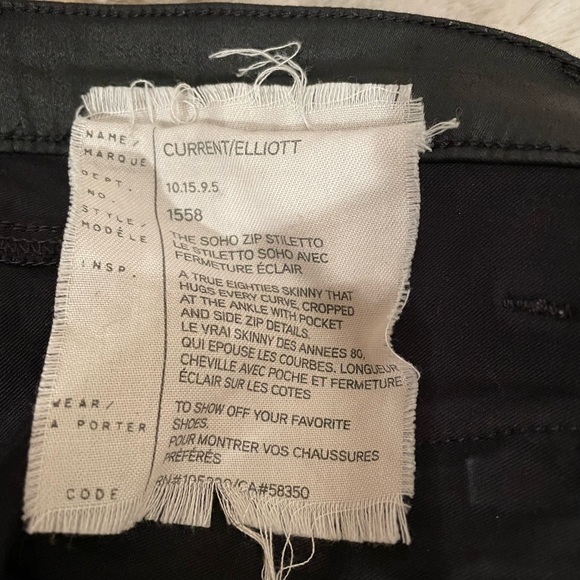 NAME/
MARQUE
CURRENT/ELLIOTT
DEPT.
NO.
10.15.9.5
STYLE/
MODÈLE
1558
INSP.
THE SOHO ZIP STILETTO
LE STILETTO SOHO AVEC
FERMETURE ÉCLAIR
A TRUE EIGHTIES SKINNY THAT
HUGS EVERY CURVE, CROPPED
AT THE ANKLE WITH POCKET
AND SIDE ZIP DETAILS.
LE VRAI SKINNY DES ANNEES 80,
QUI EPOUSE LES COURBES. LONGUEUR
CHEVILLE AVEC POCHE ET FERMETURE
ÉCLAIR SUR LES COTES
WEAR/
A PORTER
TO SHOW OFF YOUR FAVORITE
SHOES.
POUR MONTRER VOS CHAUSSURES
PRÉFÉRÉS
CODE
CA#58350